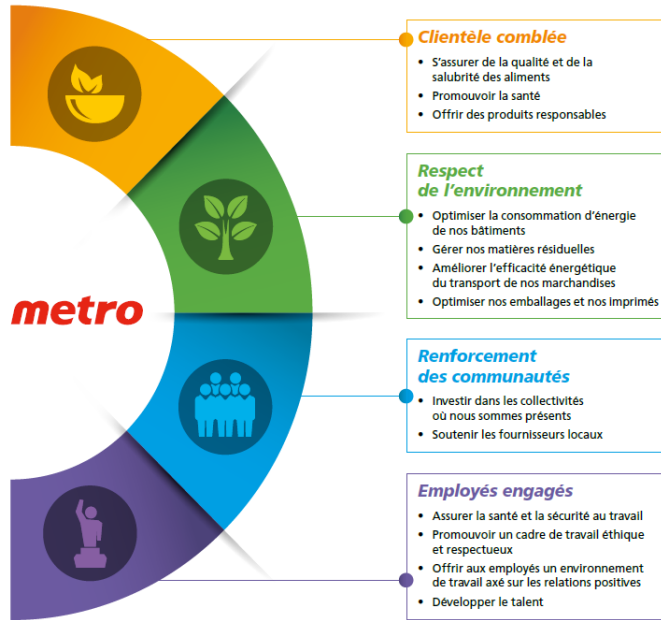 metro
Clientèle comblée
• S'assurer de la qualité et de la
salubrité des aliments
• Promouvoir la santé
• Offrir des produits responsables
Respect
de l'environnement
• Optimiser la consommation d'énergie
de nos bâtiments
• Gérer nos matières résiduelles
• Améliorer l'efficacité énergétique
du transport de nos marchandises
• Optimiser nos emballages et nos imprimés
Renforcement
des communautés
• Investir dans les collectivités
où nous sommes présents
• Soutenir les fournisseurs locaux
Employés engagés
• Assurer la santé et la sécurité au travail
• Promouvoir un cadre de travail éthique
et respectueux
• Offrir aux employés un environnement
de travail axé sur les relations positives
• Développer le talent